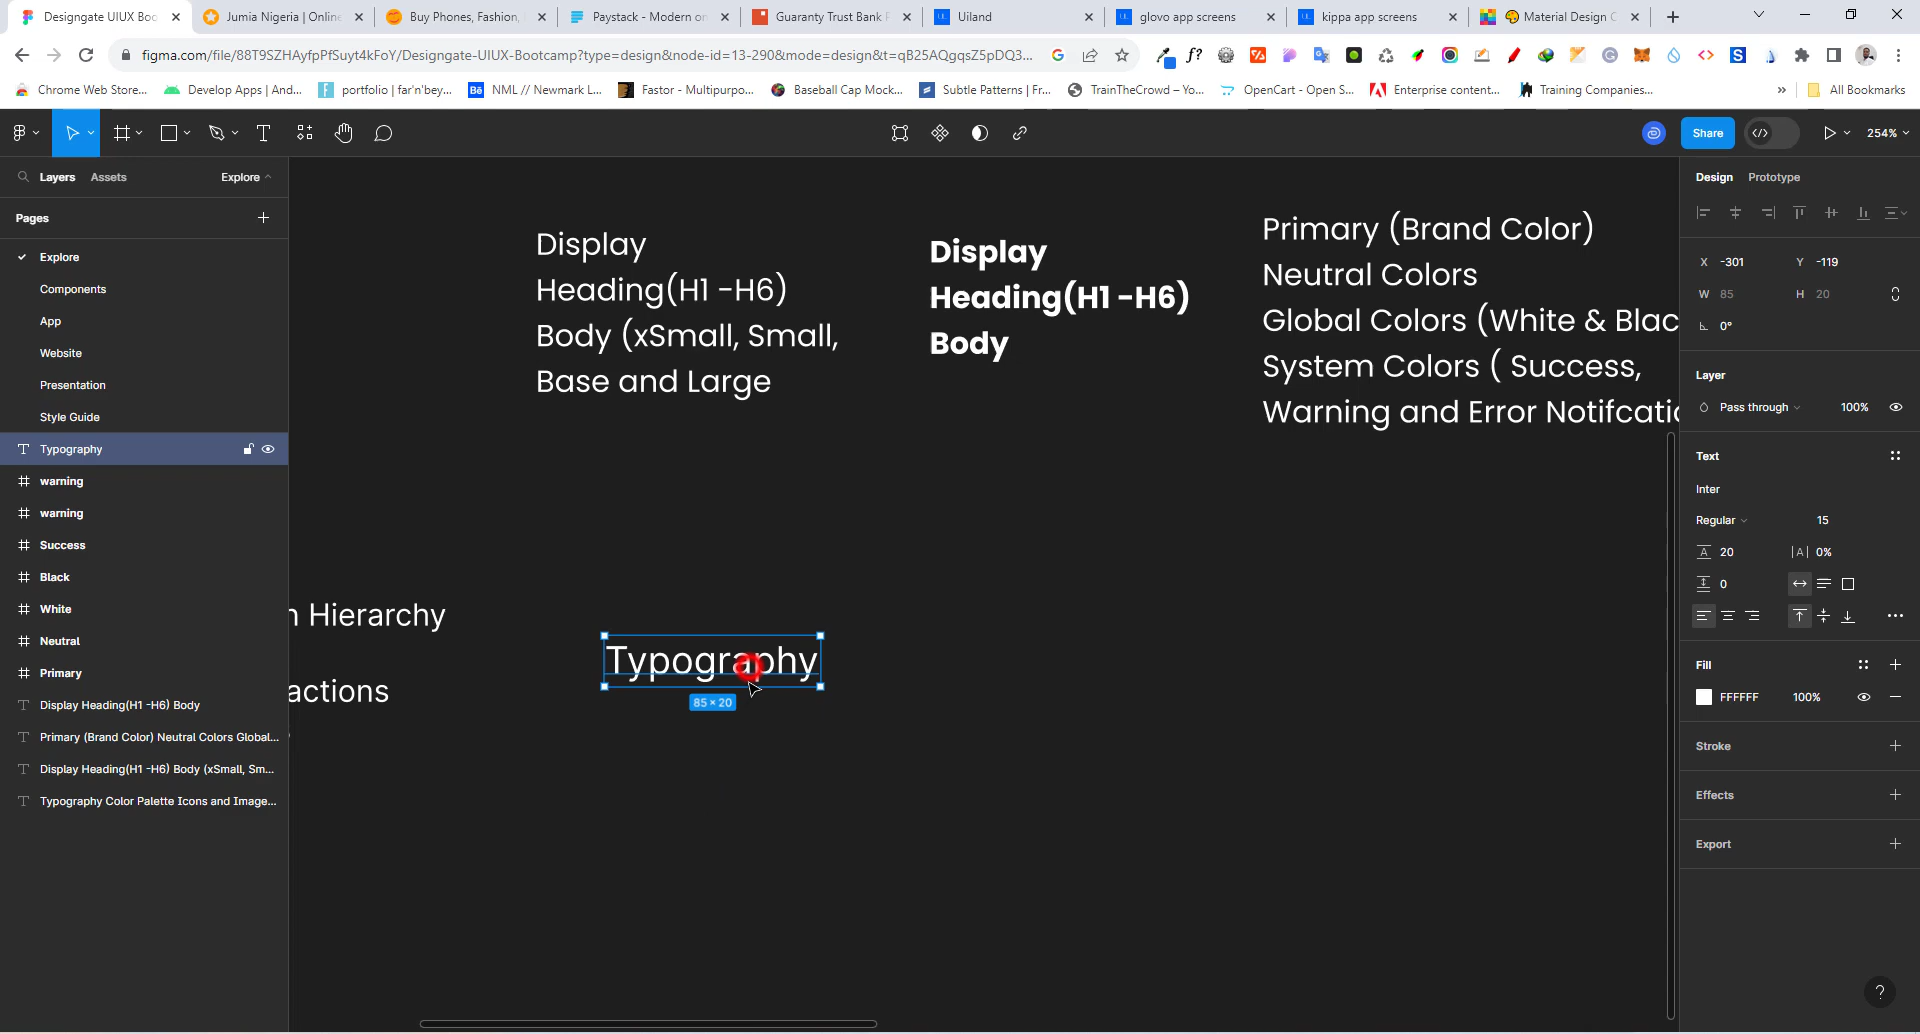 Designgate UIUX Boo
Jumia Nigeria | Online
Buy Phones, Fashion,
Paystack - Modern on
Guaranty Trust Bank P
Uiland
glovo app screens
kippa app screens
Material Design C
figma.com/file/88T9SZHAyfpPfSuyt4kFoY/Designgate-UIUX-Bootcamp?type=design&node-id=13-290&mode=design&t=qB25AQgqsZ5pDQ3...
Chrome Web Store...
Develop Apps | And...
portfolio | far'n'bey...
NML // Newmark L...
Fastor - Multipurpo...
Baseball Cap Mock...
Subtle Patterns | Fr...
TrainTheCrowd – Yo...
OpenCart - Open S...
Enterprise content...
Training Companies...
»
All Bookmarks
Share
254%
Layers
Assets
Explore
Pages
Explore
Components
App
Website
Presentation
Style Guide
Typography
warning
warning
Success
Black
White
Neutral
Primary
Display Heading(H1 -H6) Body
Primary (Brand Color) Neutral Colors Global...
Display Heading(H1 -H6) Body (xSmall, Sm...
Typography Color Palette Icons and Image...
Display
Heading(H1 -H6)
Body (xSmall, Small,
Base and Large
Display
Heading(H1 -H6)
Body
Primary (Brand Color)
Neutral Colors
Global Colors (White & Blac
System Colors ( Success,
Warning and Error Notifcati
n Hierarchy
actions
Typography
85 × 20
Design
Prototype
X -301
Y -119
W 85
H 20
0°
Layer
Pass through
100%
Text
Inter
Regular
15
20
0%
0
Fill
FFFFFF
100%
Stroke
Effects
Export
?